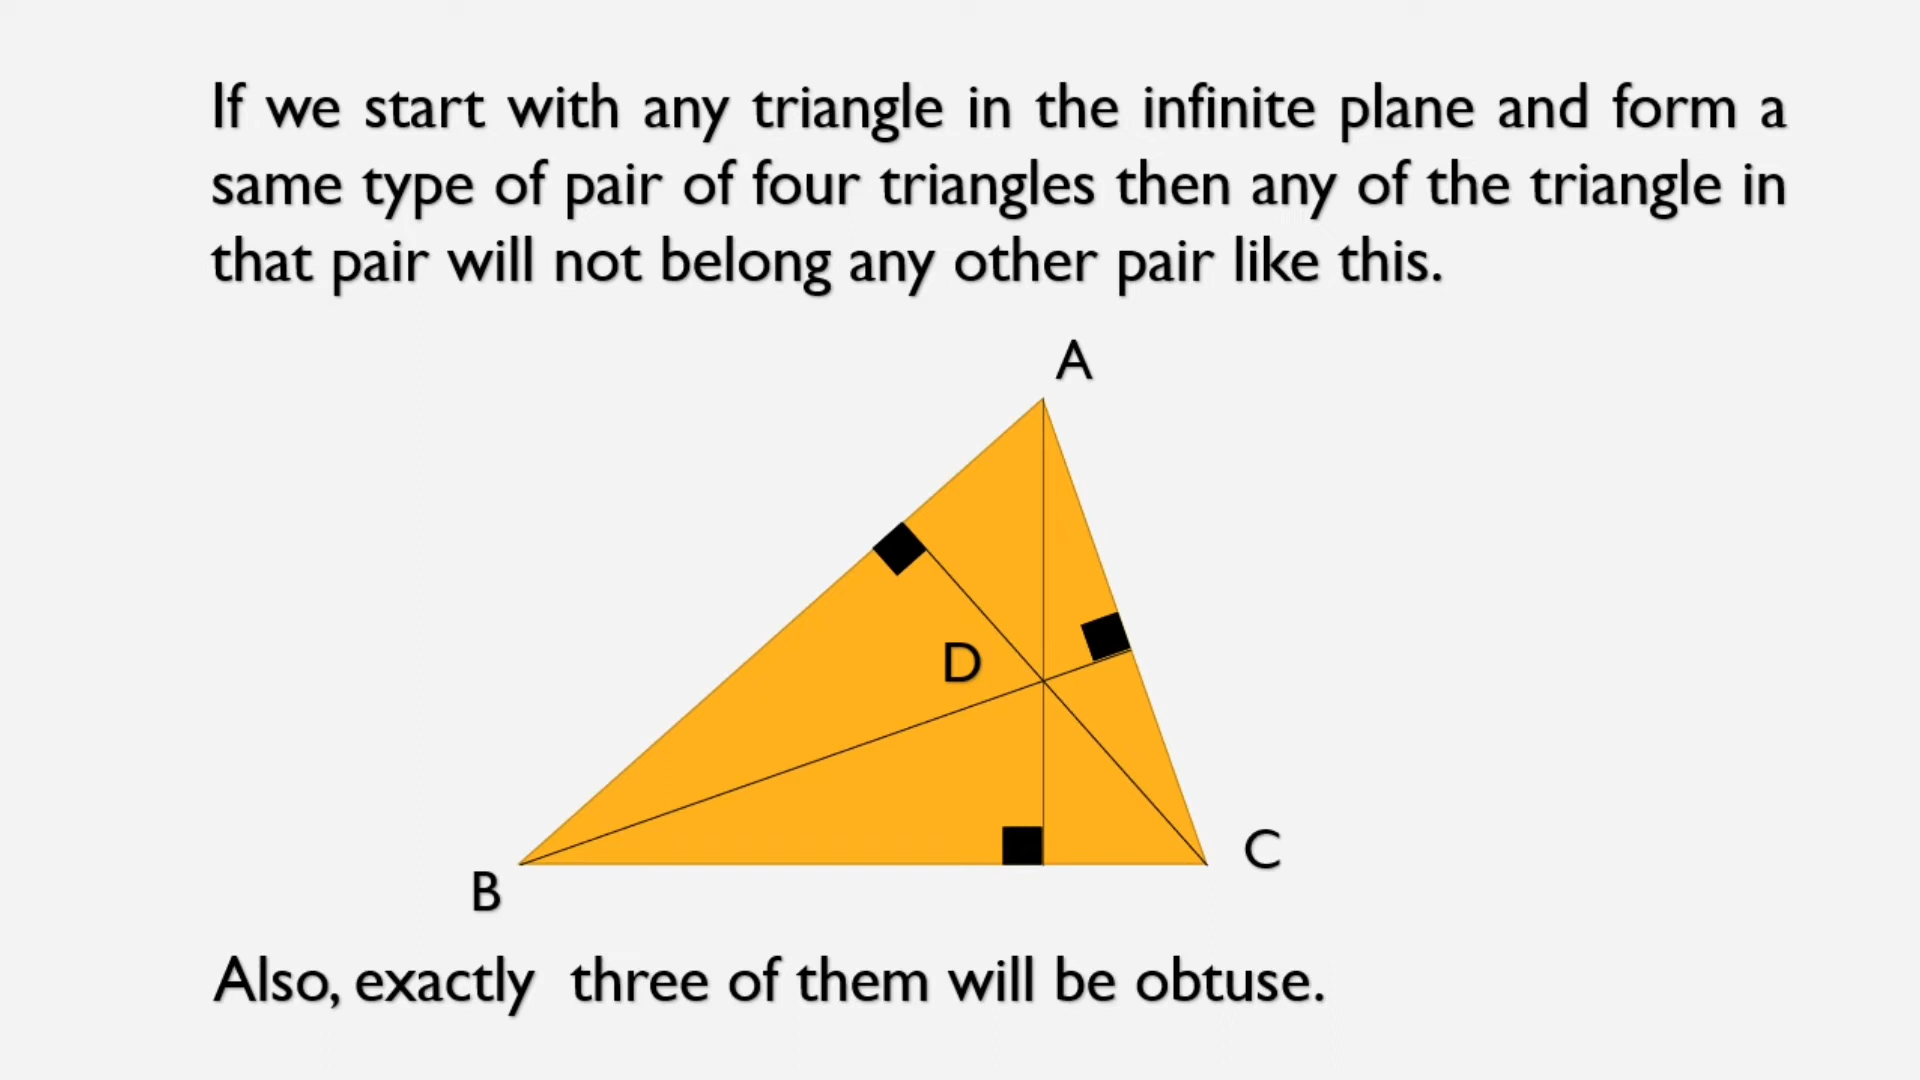 If we start with any triangle in the infinite plane and form a
same type of pair of four triangles then any of the triangle in
that pair will not belong any other pair like this.
A
D
C
B
Also, exactly three of them will be obtuse.